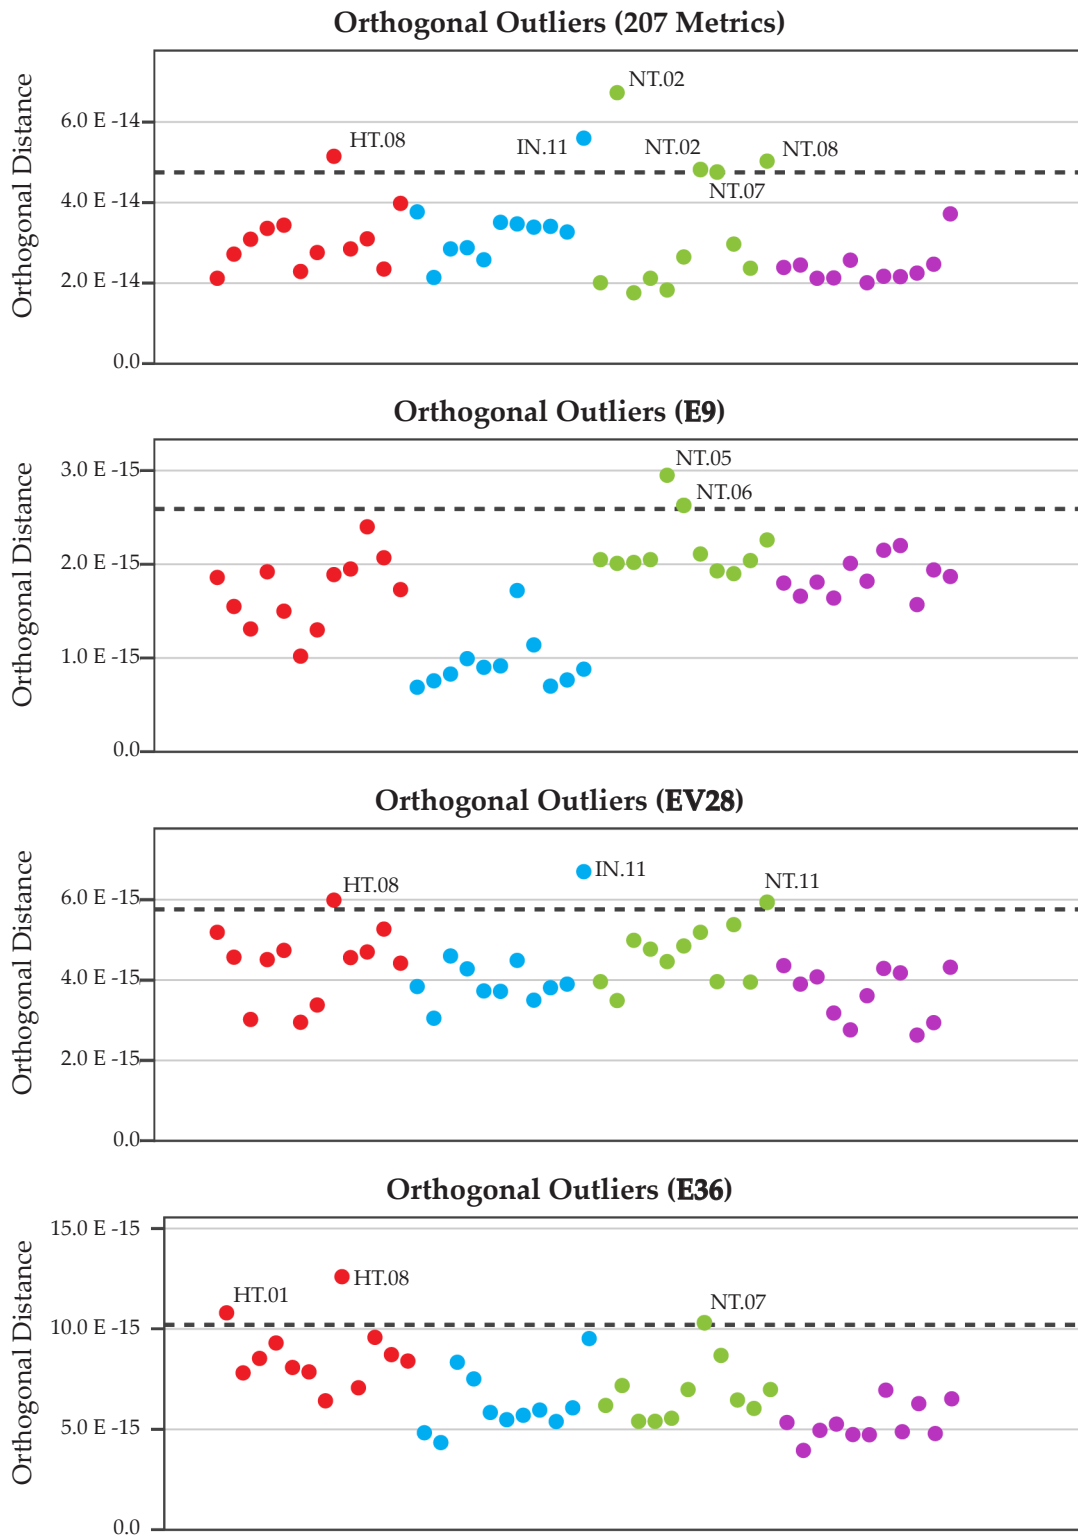 Orthogonal Outliers (207 Metrics)
Orthogonal Distance
6.0 E -14
4.0 E -14
2.0 E -14
0.0
NT.02
HT.08
IN.11
NT.02
NT.08
NT.07
Orthogonal Outliers (E9)
Orthogonal Distance
3.0 E -15
2.0 E -15
1.0 E -15
0.0
NT.05
NT.06
Orthogonal Outliers (EV28)
Orthogonal Distance
6.0 E -15
4.0 E -15
2.0 E -15
0.0
HT.08
IN.11
NT.11
Orthogonal Outliers (E36)
Orthogonal Distance
15.0 E -15
10.0 E -15
5.0 E -15
0.0
HT.01
HT.08
NT.07